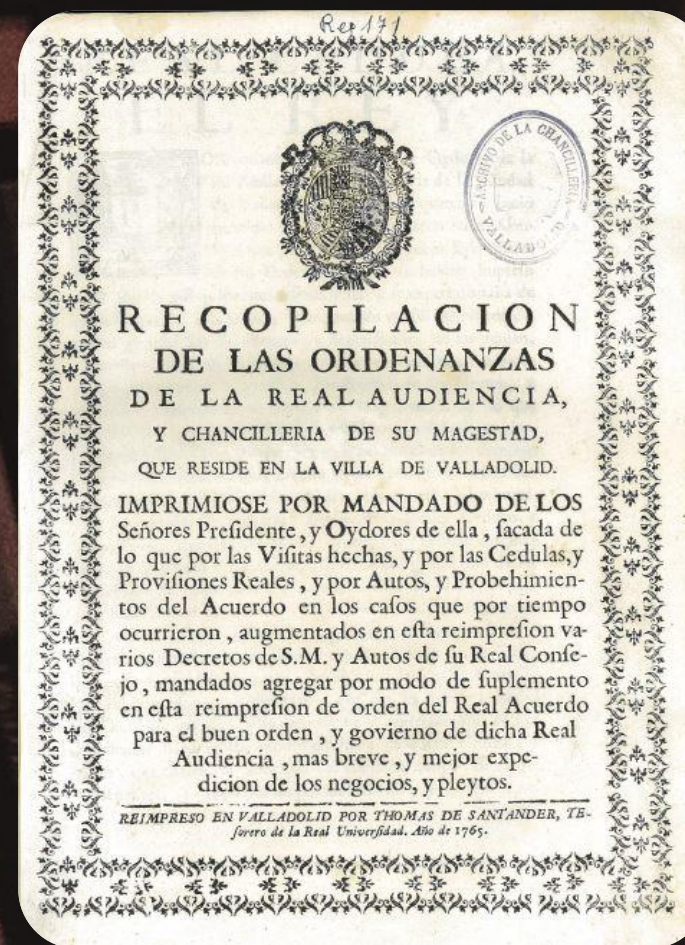 Reg 171
ARCHIVO DE LA CHANCILLERIA
VALLADOLID
RECOPILACION
DE LAS ORDENANZAS
DE LA REAL AUDIENCIA,
Y CHANCILLERIA DE SU MAGESTAD,
QUE RESIDE EN LA VILLA DE VALLADOLID.
IMPRIMIOSE POR MANDADO DE LOS
Señores Preſidente, y Oydores de ella, ſacada de
lo que por las Viſitas hechas, y por las Cedulas, y
Proviſiones Reales, y por Autos, y Probehimien-
tos del Acuerdo en los caſos que por tiempo
ocurrieron, augmentados en eſta reimpreſion va-
rios Decretos de S.M. y Autos de ſu Real Conſe-
jo, mandados agregar por modo de ſuplemento
en eſta reimpreſion de orden del Real Acuerdo
para el buen orden, y govierno de dicha Real
Audiencia, mas breve, y mejor expe-
dicion de los negocios, y pleytos.
REIMPRESO EN VALLADOLID POR THOMAS DE SANTANDER, TE-
ſorero de la Real Univerſidad. Año de 1765.